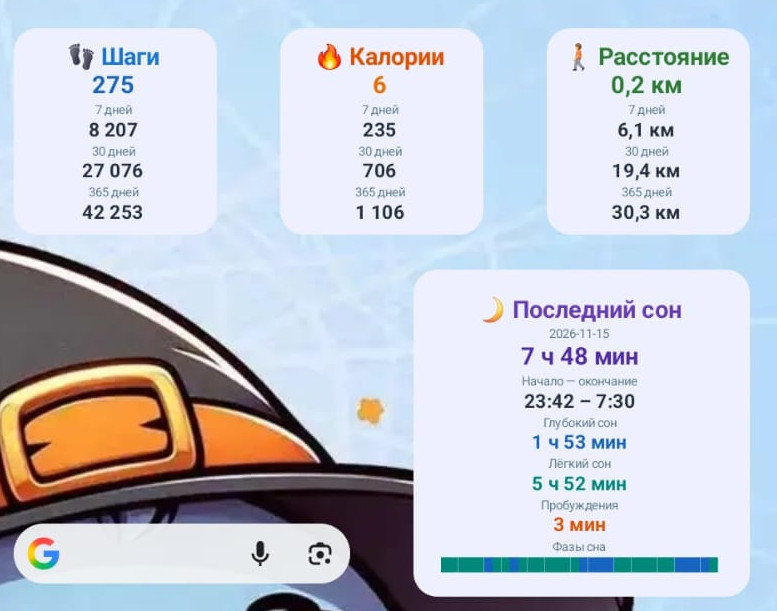 Шаги
275
7 дней
8 207
30 дней
27 076
365 дней
42 253
Калории
6
7 дней
235
30 дней
706
365 дней
1 106
Расстояние
0,2 км
7 дней
6,1 км
30 дней
19,4 км
365 дней
30,3 км
Последний сон
2026-11-15
7 ч 48 мин
Начало — окончание
23:42 – 7:30
Глубокий сон
1 ч 53 мин
Лёгкий сон
5 ч 52 мин
Пробуждения
3 мин
Фазы сна